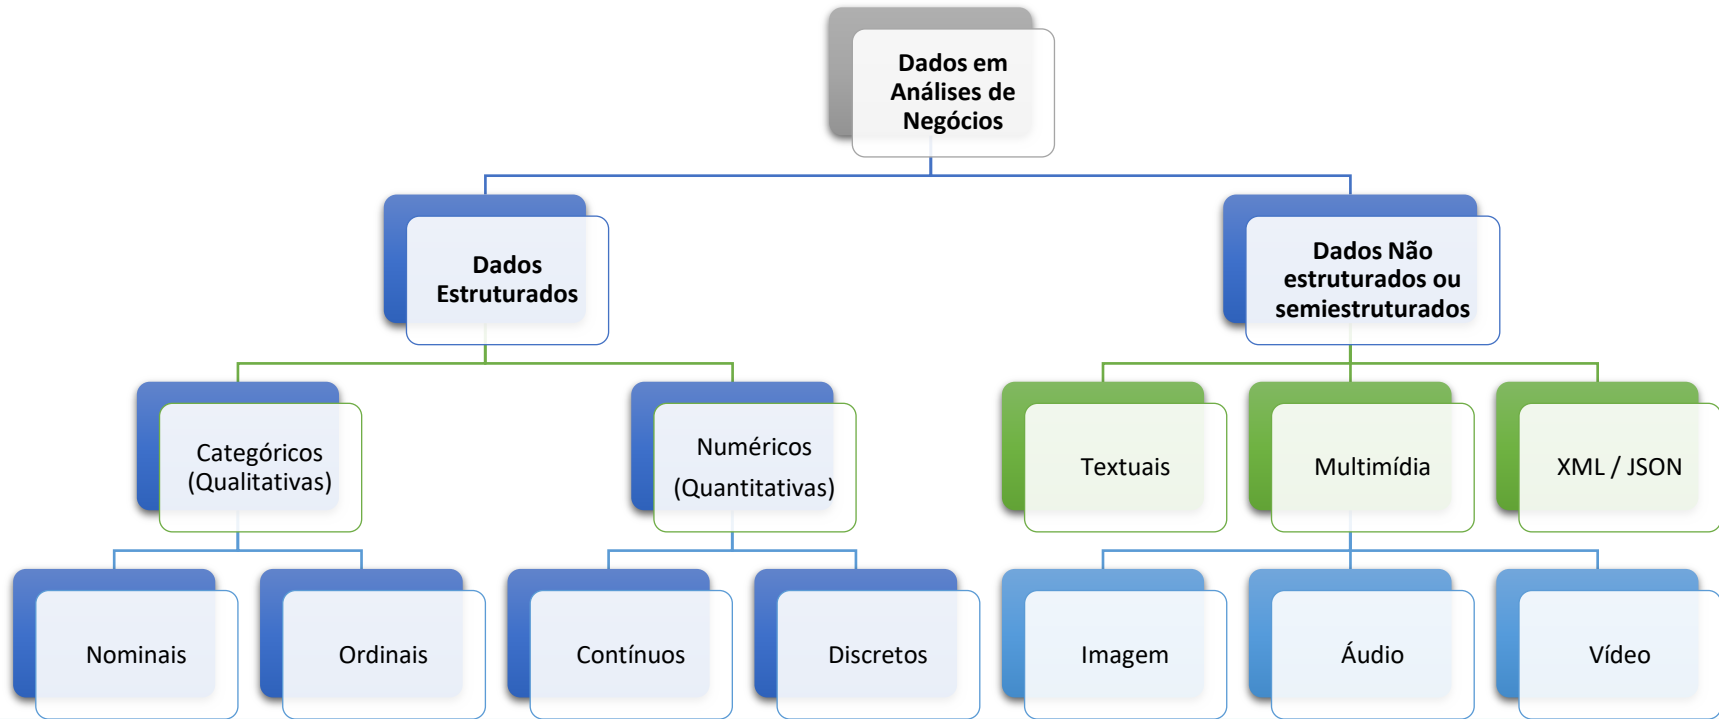 Dados em
Análises de
Negócios
Dados
Estruturados
Dados Não
estruturados ou
semiestruturados
Categóricos
(Qualitativas)
Numéricos
(Quantitativas)
Textuais
Multimídia
XML / JSON
Nominais
Ordinais
Contínuos
Discretos
Imagem
Áudio
Vídeo